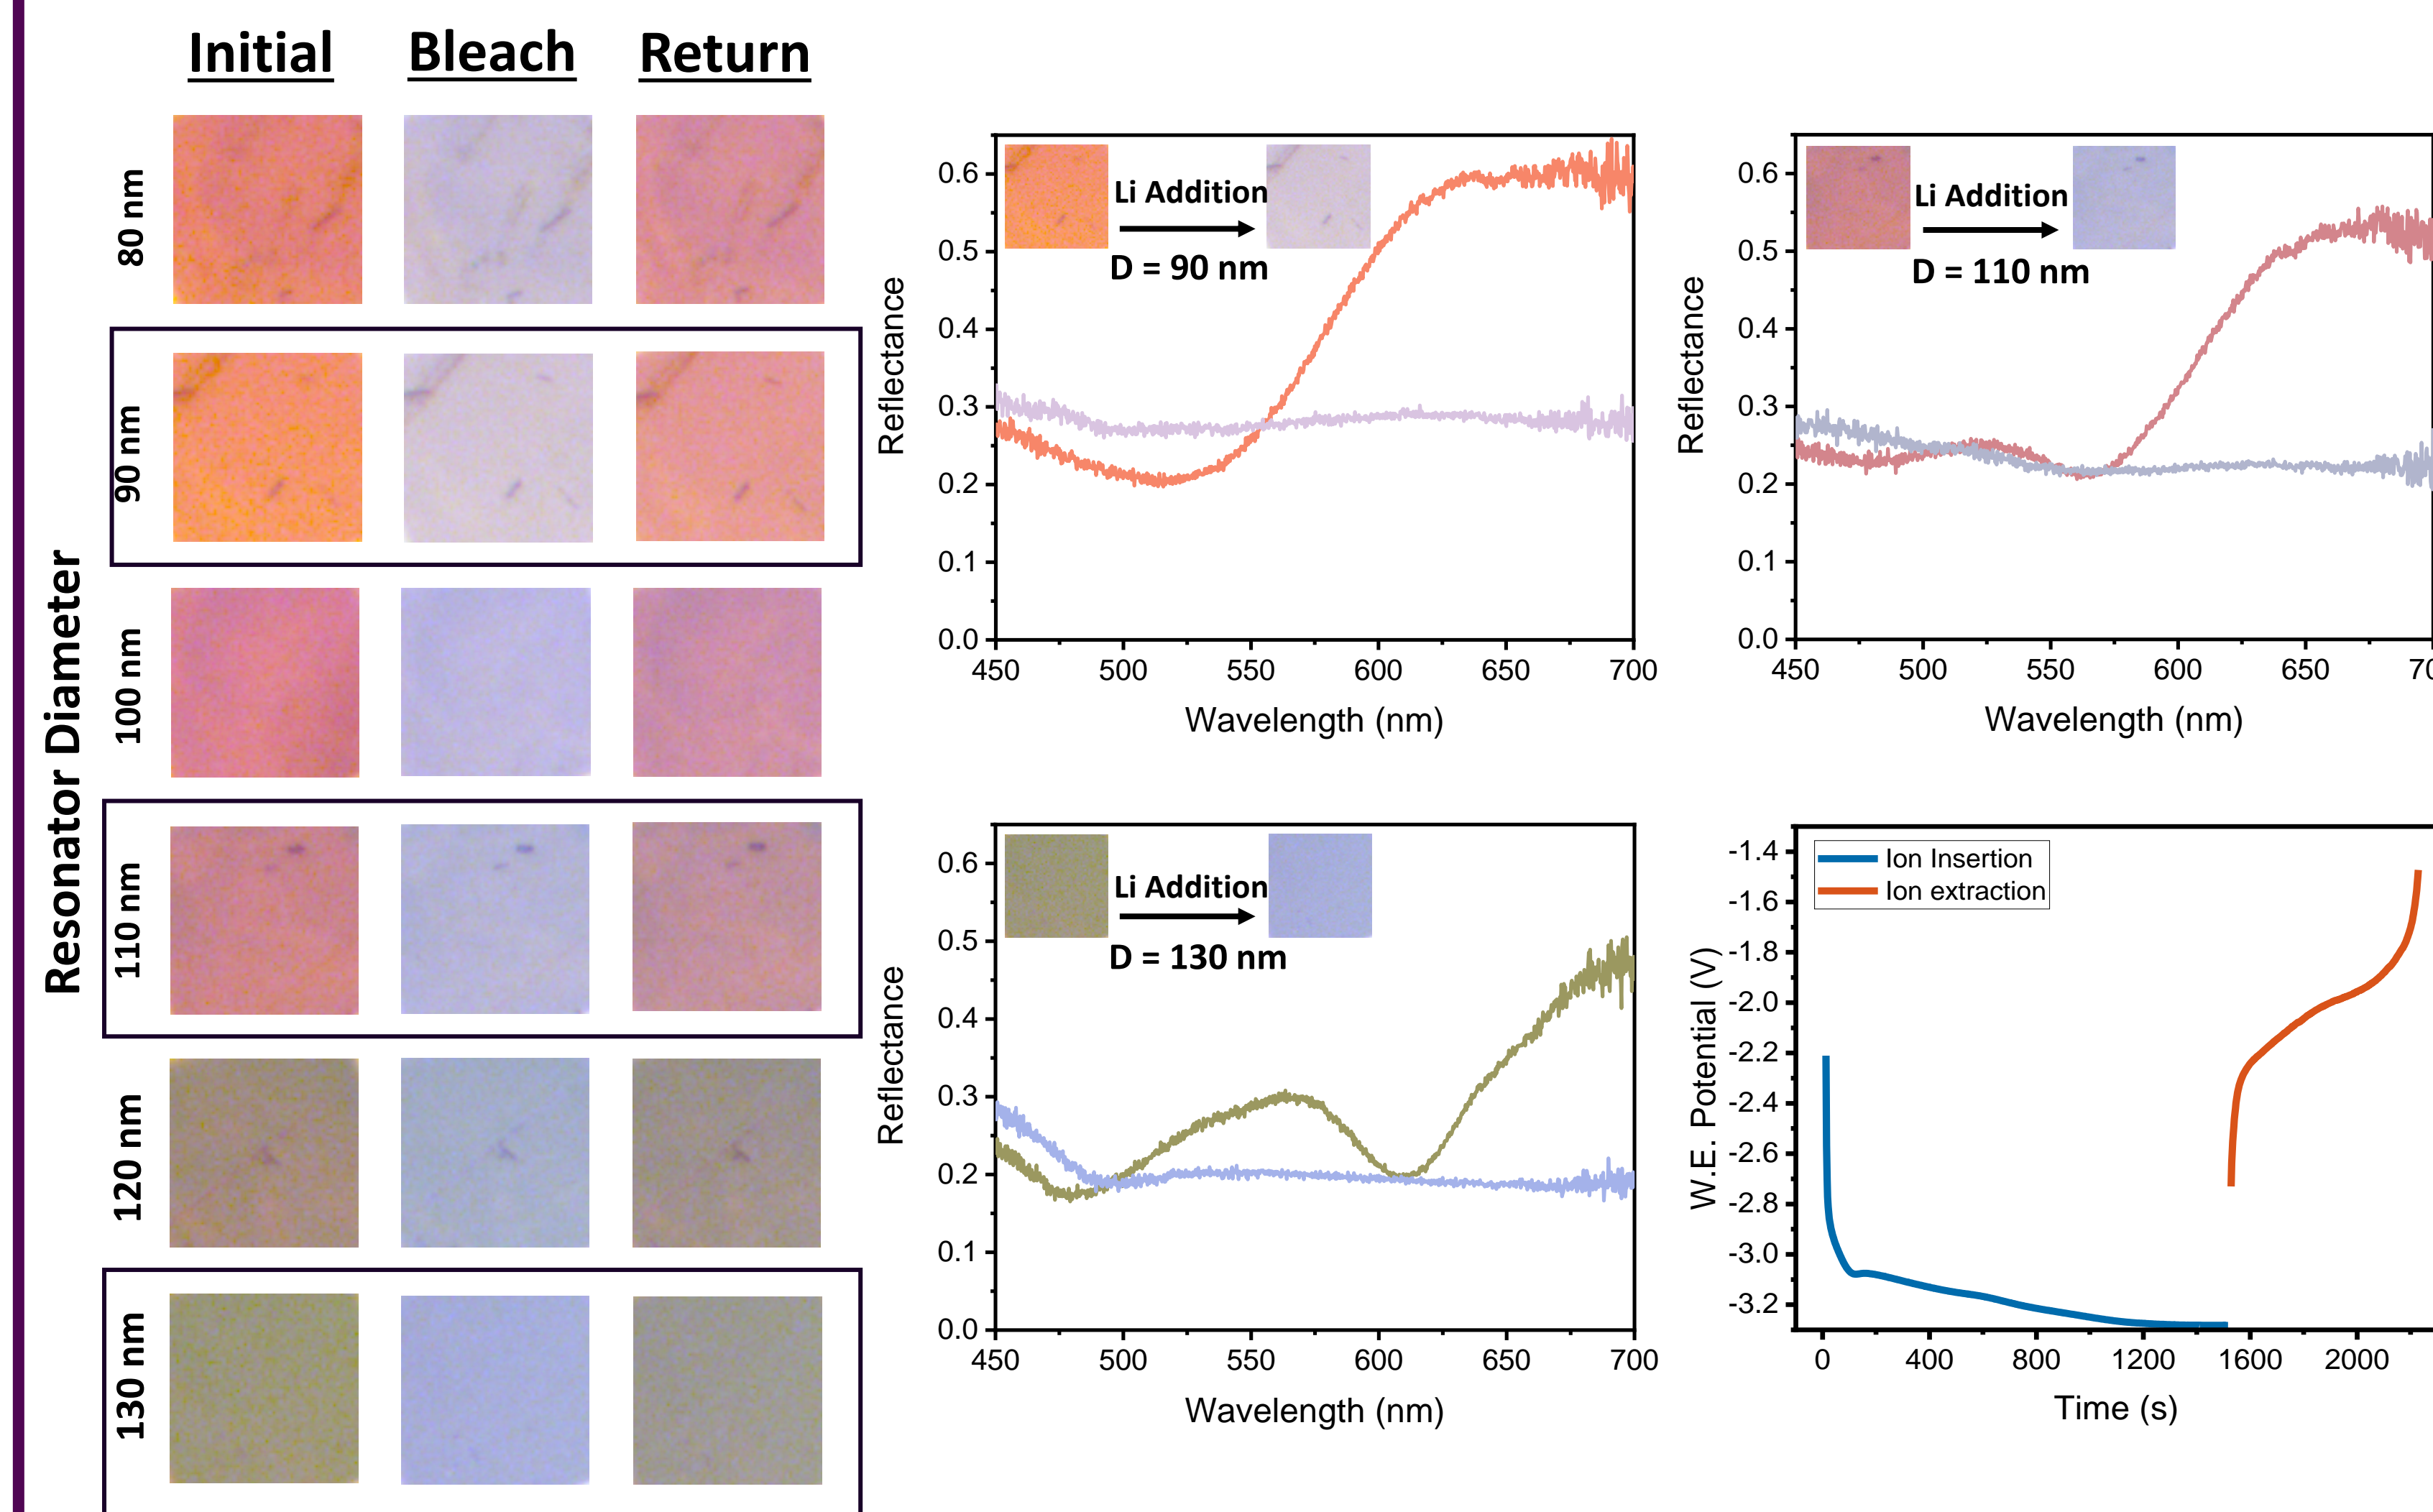 Initial Bleach Return
Resonator Diameter
80 nm
90 nm
100 nm
110 nm
120 nm
130 nm
Reflectance
0.6
0.5
0.4
0.3
0.2
0.1
0.0
Li Addition
D = 90 nm
450 500 550 600 650 700
Wavelength (nm)
Reflectance
0.6
0.5
0.4
0.3
0.2
0.1
0.0
Li Addition
D = 110 nm
450 500 550 600 650
Wavelength (nm)
Reflectance
0.6
0.5
0.4
0.3
0.2
0.1
0.0
Li Addition
D = 130 nm
450 500 550 600 650 700
Wavelength (nm)
W.E. Potential (V)
-1.4
-1.6
-1.8
-2.0
-2.2
-2.4
-2.6
-2.8
-3.0
-3.2
Ion Insertion
Ion extraction
0 400 800 1200 1600 2000
Time (s)